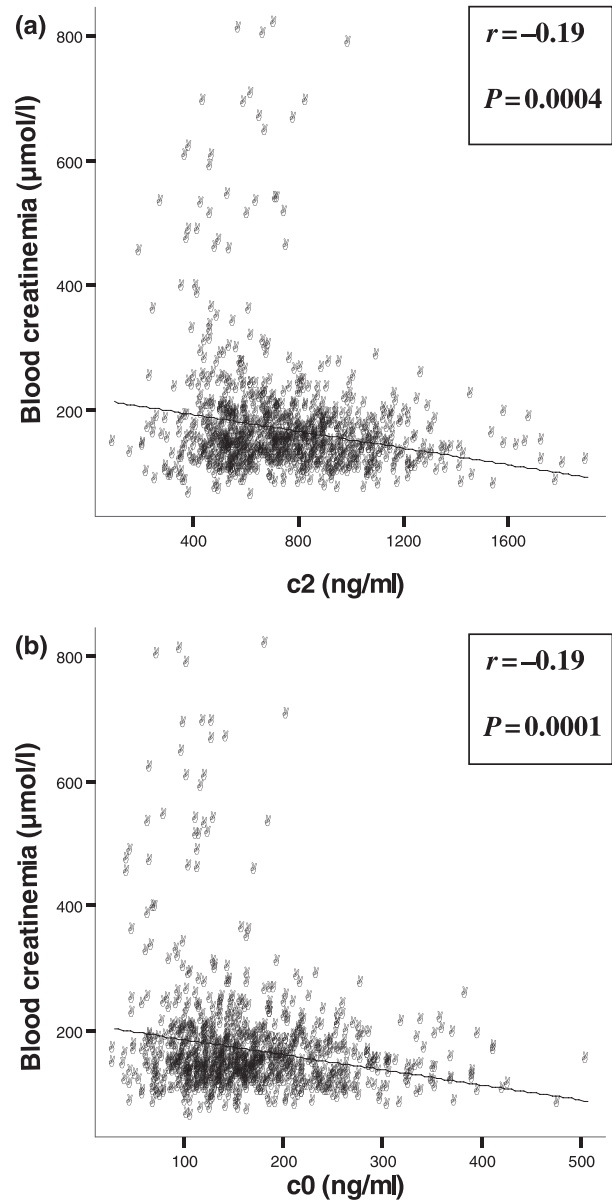 (a)
r=–0.19
P=0.0004
Blood creatinemia (µmol/l)
800
600
400
200
400 800 1200 1600
c2 (ng/ml)
(b)
r=–0.19
P=0.0001
Blood creatinemia (µmol/l)
800
600
400
200
100 200 300 400 500
c0 (ng/ml)